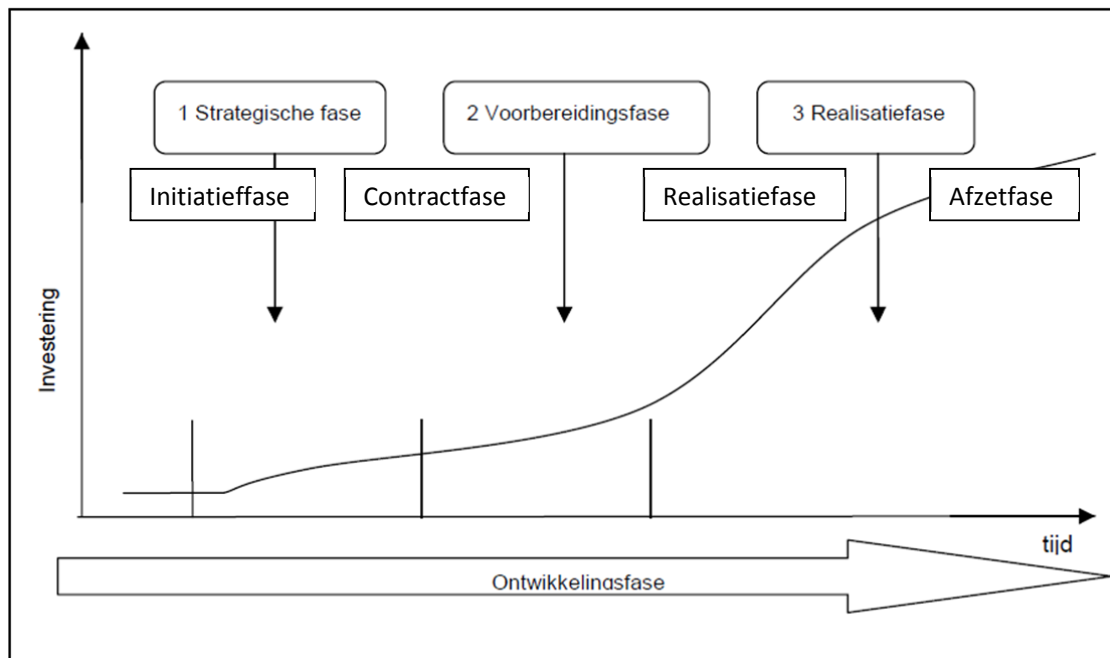 1 Strategische fase
2 Voorbereidingsfase
3 Realisatiefase
Initiatieffase
Contractfase
Realisatiefase
Afzetfase
Investering
tijd
Ontwikkelingsfase